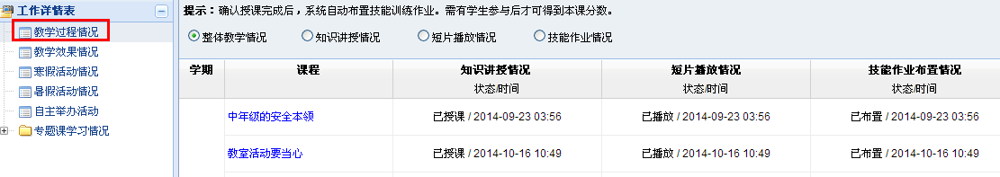 工作详情表
教学过程情况
教学效果情况
寒假活动情况
暑假活动情况
自主举办活动
专题课学习情况
提示：确认授课完成后，系统自动布置技能训练作业。需有学生参与后才可得到本课分数。
整体教学情况 知识讲授情况 短片播放情况 技能作业情况
学期 课程 知识讲授情况 短片播放情况 技能作业布置情况
状态/时间 状态/时间 状态/时间
中年级的安全本领 已授课 / 2014-09-23 03:56 已播放 / 2014-09-23 03:56 已布置 / 2014-09-23 03:56
教室活动要当心 已授课 / 2014-10-16 10:49 已播放 / 2014-10-16 10:49 已布置 / 2014-10-16 10:49